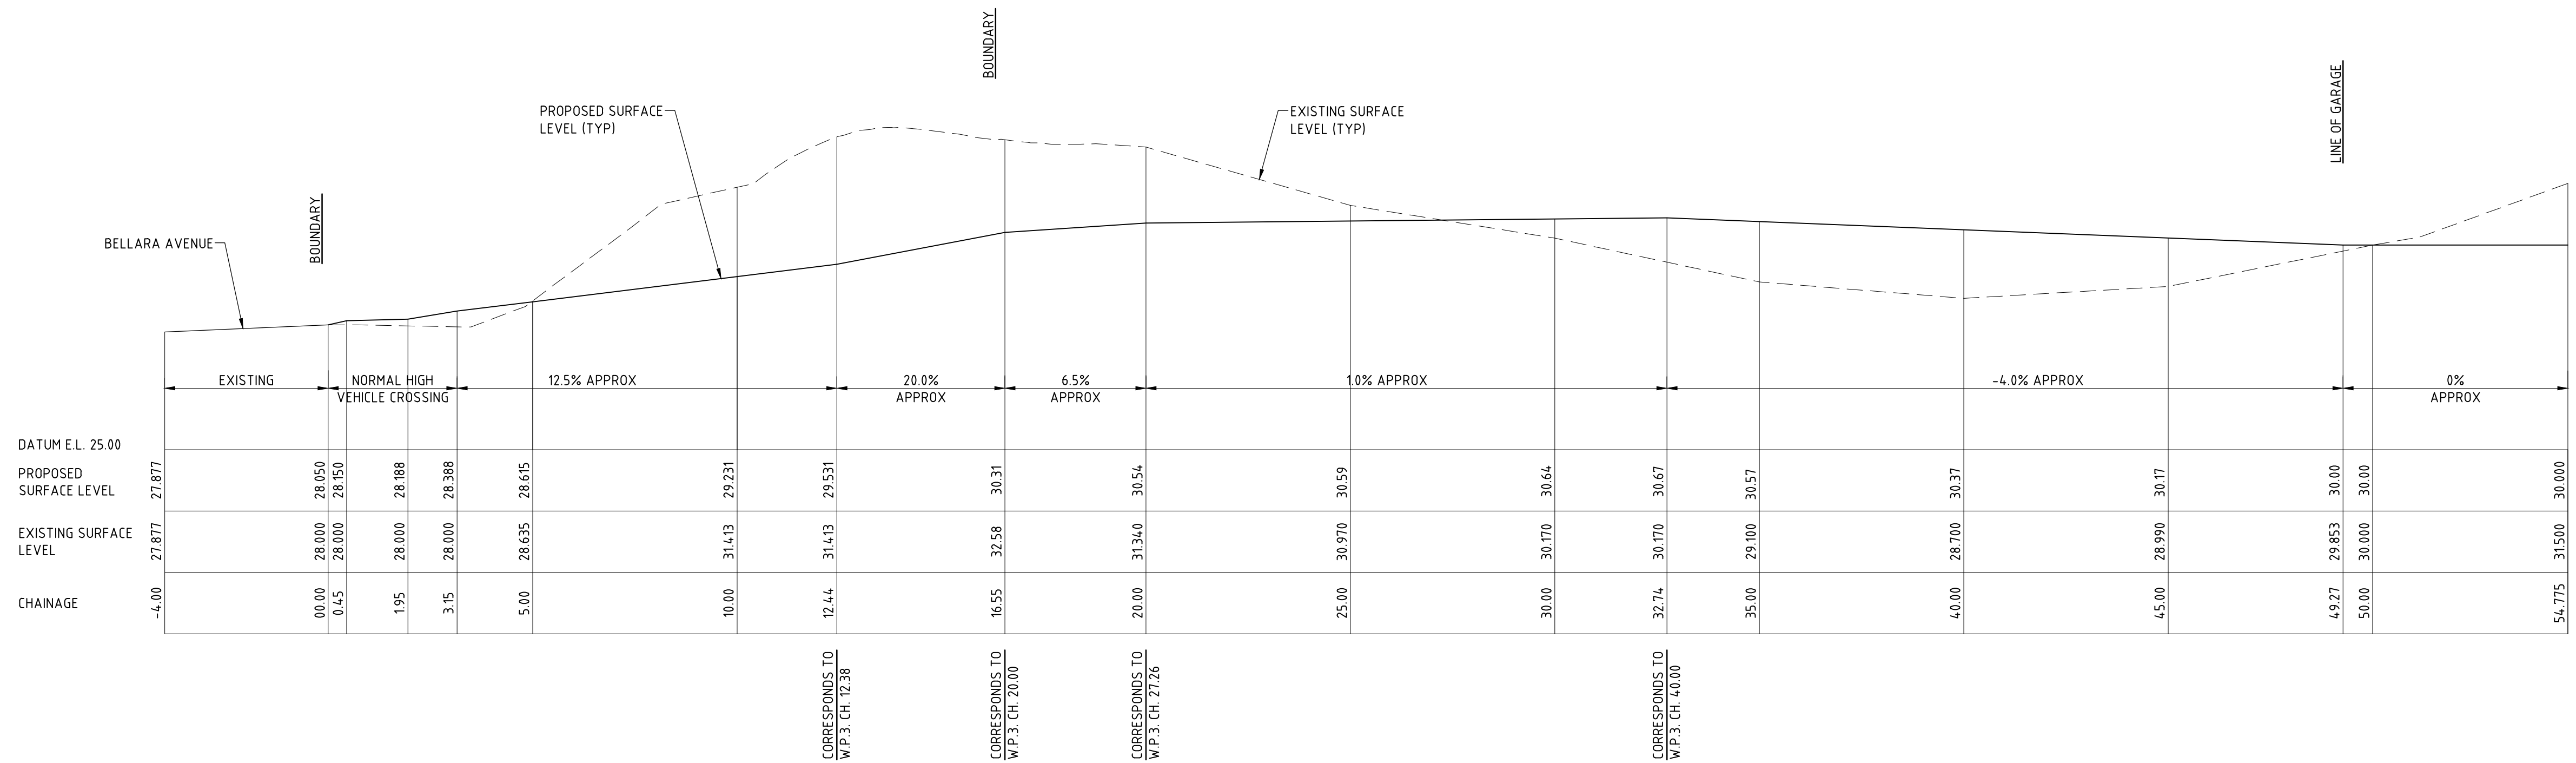 BOUNDARY
LINE OF GARAGE
PROPOSED SURFACE
LEVEL (TYP)
EXISTING SURFACE
LEVEL (TYP)
BOUNDARY
BELLARA AVENUE
EXISTING
NORMAL HIGH
VEHICLE CROSSING
12.5% APPROX
20.0%
APPROX
6.5%
APPROX
1.0% APPROX
-4.0% APPROX
0%
APPROX
DATUM E.L. 25.00
PROPOSED
SURFACE LEVEL
27.877 28.050 28.150 28.188 28.388 28.615 29.231 29.531 30.31 30.54 30.59 30.64 30.67 30.57 30.37 30.17 30.00 30.00 30.000
EXISTING SURFACE
LEVEL
27.877 28.000 28.000 28.000 28.000 28.635 31.413 31.413 32.58 31.340 30.970 30.170 30.170 29.100 28.700 28.990 29.853 30.000 31.500
CHAINAGE
-4.00 00.00 0.45 1.95 3.15 5.00 10.00 12.44 16.55 20.00 25.00 30.00 32.74 35.00 40.00 45.00 49.27 50.00 54.775
CORRESPONDS TO
W.P.3. CH. 12.38
CORRESPONDS TO
W.P.3. CH. 20.00
CORRESPONDS TO
W.P.3. CH. 27.26
CORRESPONDS TO
W.P.3. CH. 40.00